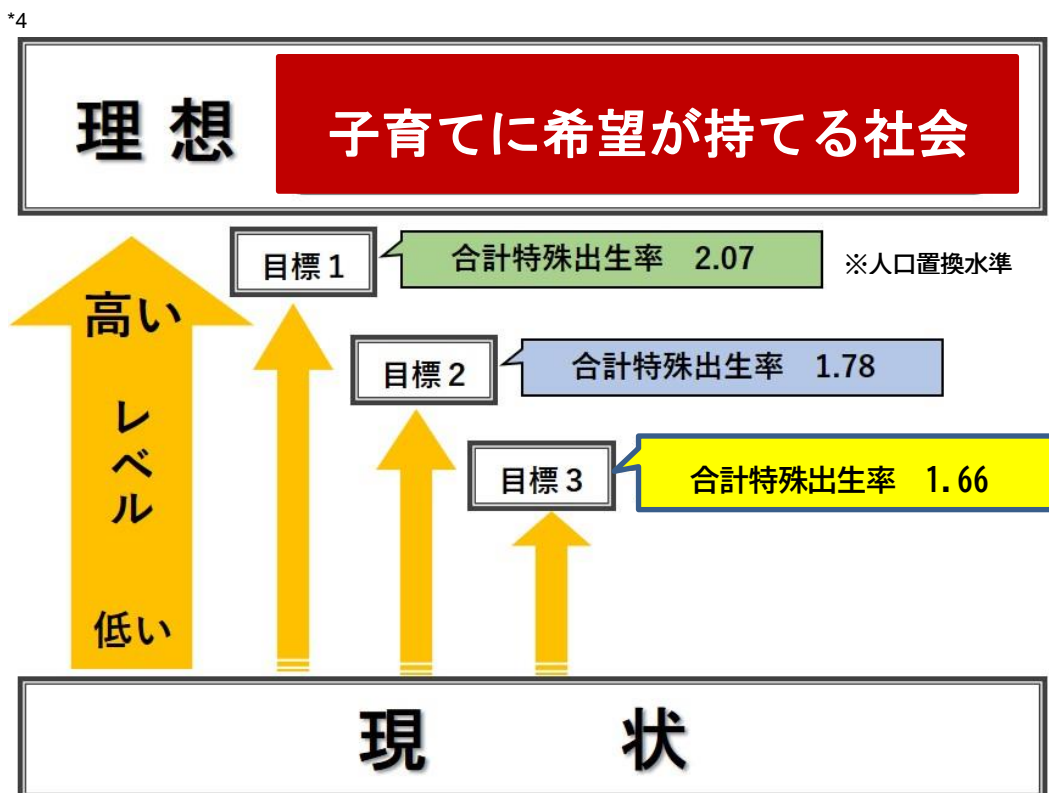 *4
理想 子育てに希望が持てる社会
目標1 合計特殊出生率 2.07 ※人口置換水準
高い
目標2 合計特殊出生率 1.78
レベル
目標3 合計特殊出生率 1.66
低い
現状